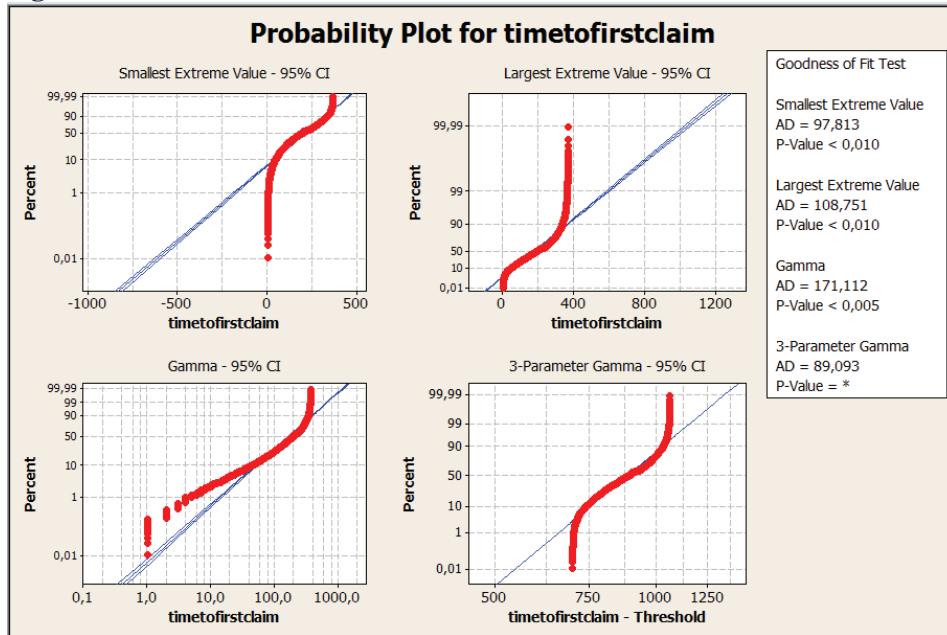 Probability Plot for timetofirstclaim
Smallest Extreme Value - 95% CI
99,99
90
50
10
1
0,01
Percent
-1000
-500
0
500
timetofirstclaim
Largest Extreme Value - 95% CI
99,99
99
90
50
10
0,01
Percent
0
400
800
1200
timetofirstclaim
Gamma - 95% CI
99,99
99
90
50
10
1
0,01
Percent
0,1
1,0
10,0
100,0
1000,0
timetofirstclaim
3-Parameter Gamma - 95% CI
99,99
99
90
50
10
1
0,01
Percent
500
750
1000
1250
timetofirstclaim - Threshold
Goodness of Fit Test
Smallest Extreme Value
AD = 97,813
P-Value < 0,010
Largest Extreme Value
AD = 108,751
P-Value < 0,010
Gamma
AD = 171,112
P-Value < 0,005
3-Parameter Gamma
AD = 89,093
P-Value = *